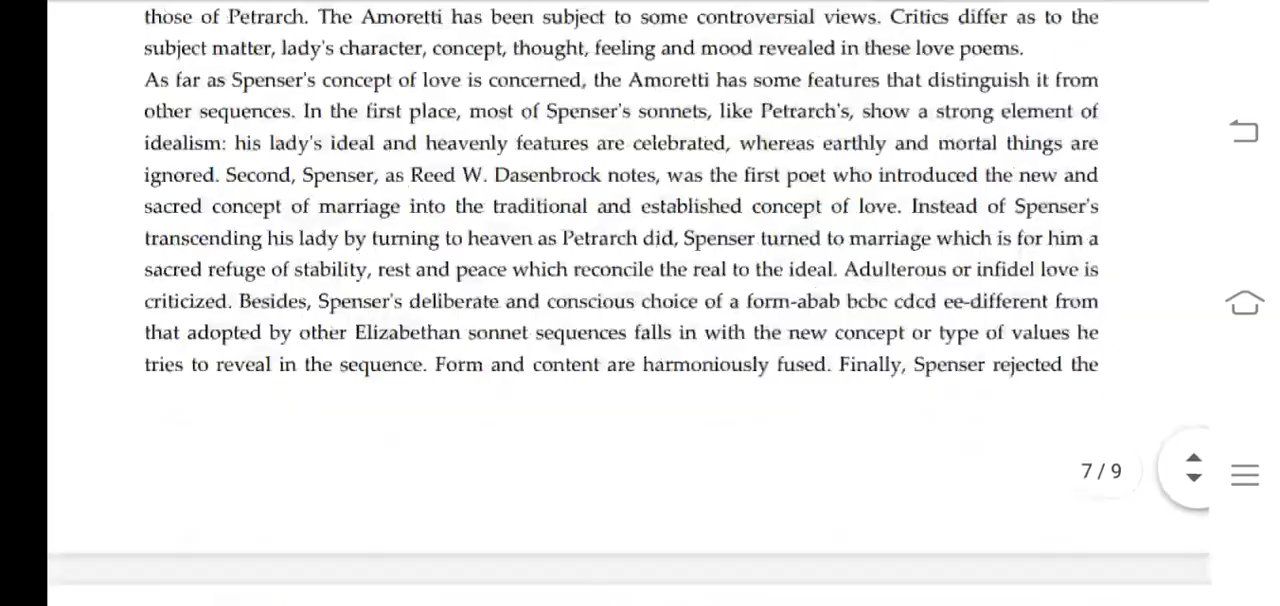 those of Petrarch. The Amoretti has been subject to some controversial views. Critics differ as to the
subject matter, lady's character, concept, thought, feeling and mood revealed in these love poems.
As far as Spenser's concept of love is concerned, the Amoretti has some features that distinguish it from
other sequences. In the first place, most of Spenser's sonnets, like Petrarch's, show a strong element of
idealism: his lady's ideal and heavenly features are celebrated, whereas earthly and mortal things are
ignored. Second, Spenser, as Reed W. Dasenbrock notes, was the first poet who introduced the new and
sacred concept of marriage into the traditional and established concept of love. Instead of Spenser's
transcending his lady by turning to heaven as Petrarch did, Spenser turned to marriage which is for him a
sacred refuge of stability, rest and peace which reconcile the real to the ideal. Adulterous or infidel love is
criticized. Besides, Spenser's deliberate and conscious choice of a form-abab bcbc cdcd ee-different from
that adopted by other Elizabethan sonnet sequences falls in with the new concept or type of values he
tries to reveal in the sequence. Form and content are harmoniously fused. Finally, Spenser rejected the
7 / 9